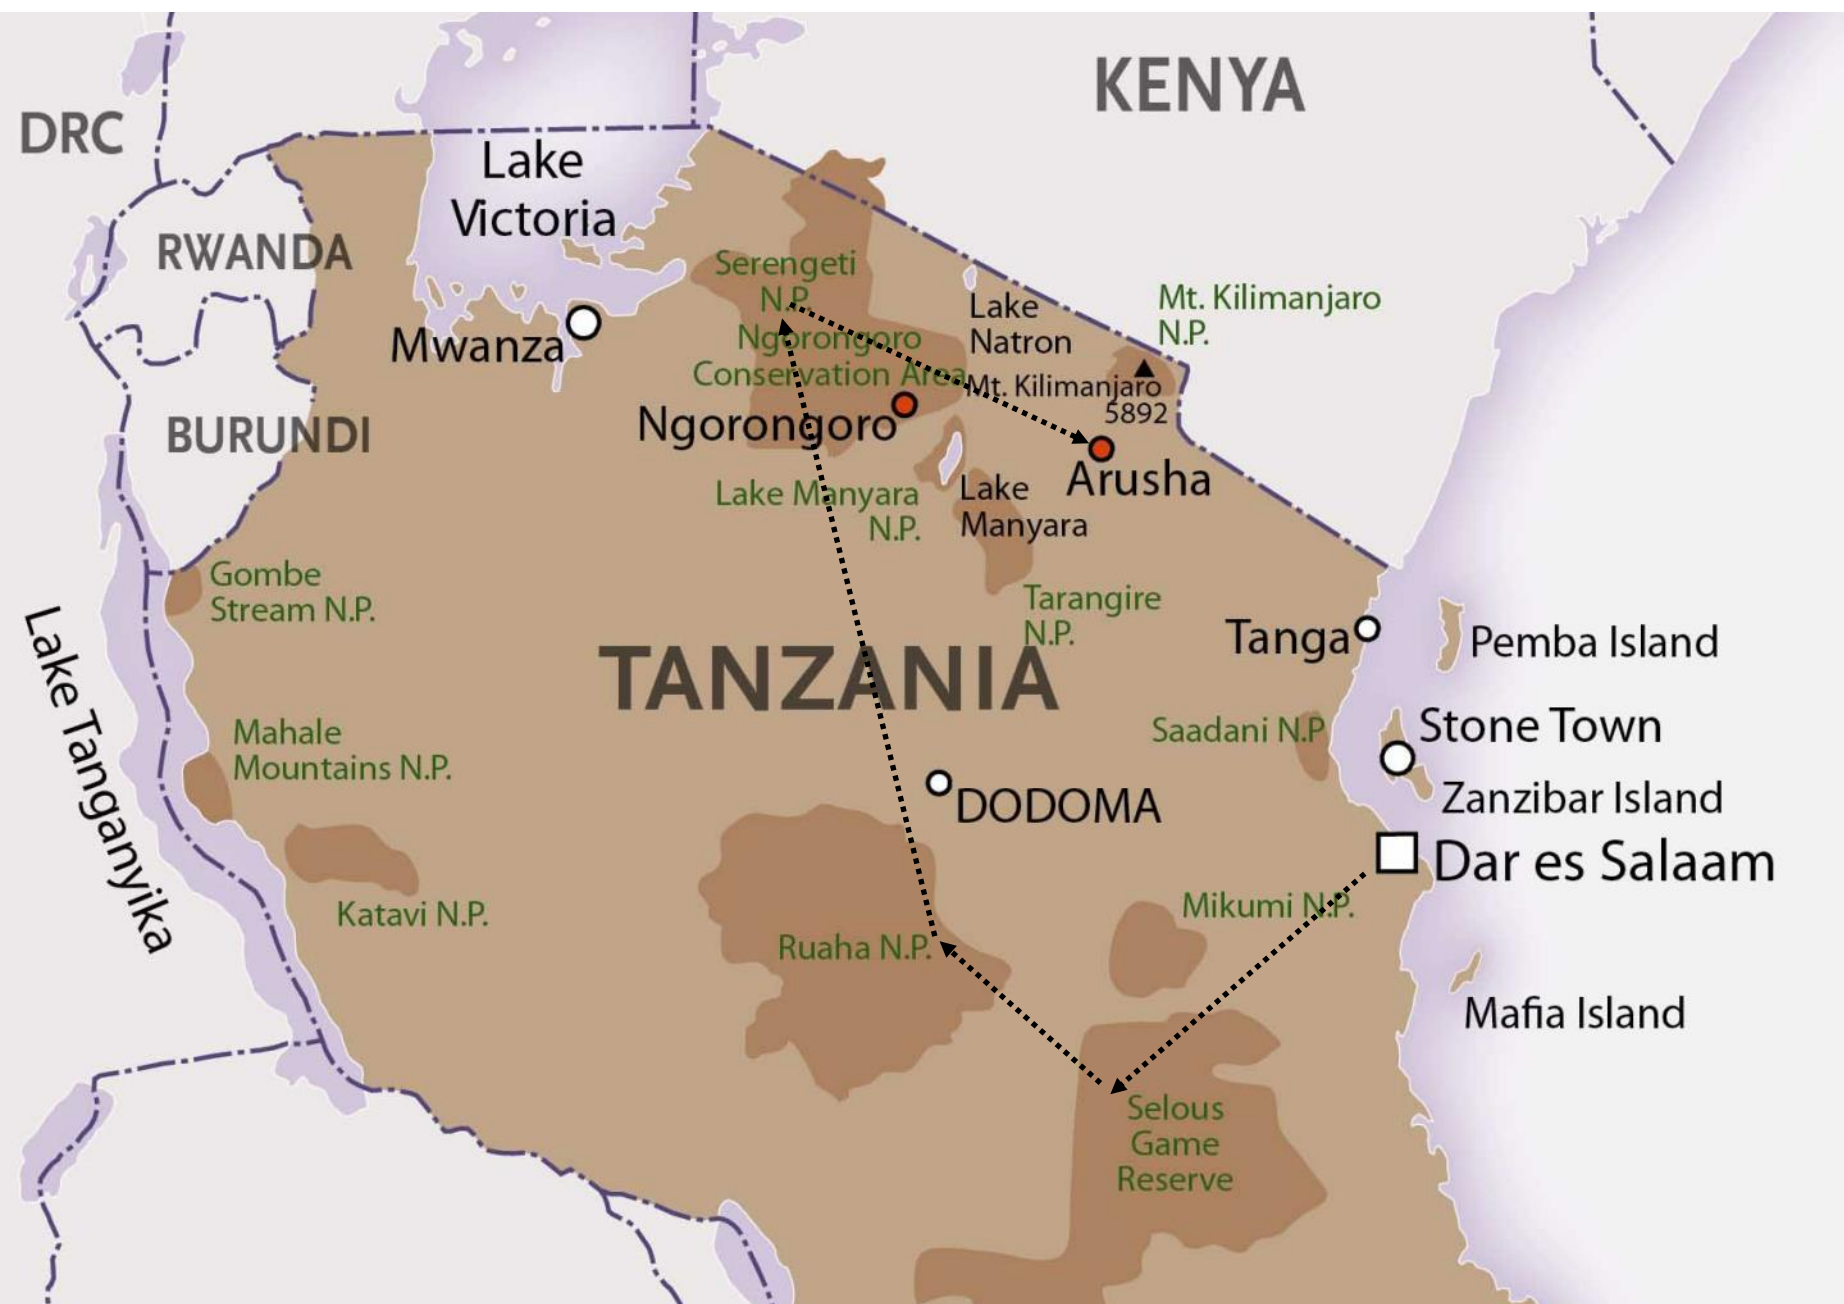 KENYA
DRC
Lake
Victoria
RWANDA
Serengeti
N.P.
Mt. Kilimanjaro
N.P.
Lake
Natron
Mwanza
Ngorongoro
Conservation Area
Mt. Kilimanjaro
5892
Ngorongoro
BURUNDI
Arusha
Lake Manyara
N.P.
Lake
Manyara
Gombe
Stream N.P.
Tarangire
N.P.
Tanga
Pemba Island
TANZANIA
Lake Tanganyika
Mahale
Mountains N.P.
Saadani N.P
Stone Town
Zanzibar Island
DODOMA
Dar es Salaam
Katavi N.P.
Mikumi N.P.
Ruaha N.P.
Mafia Island
Selous
Game
Reserve